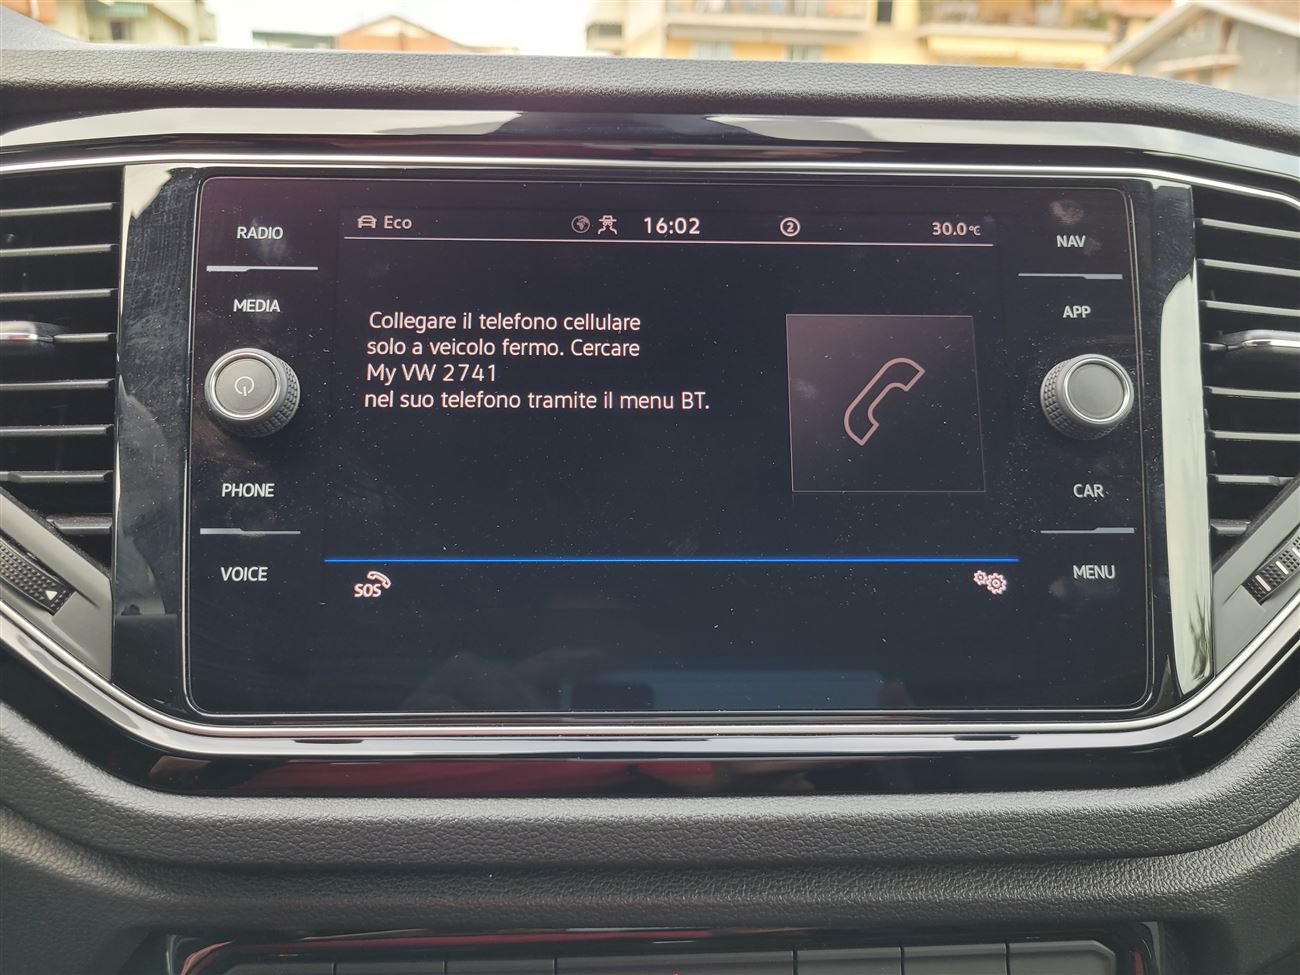 Eco 16:02 2 30.0°C
RADIO
MEDIA
PHONE
VOICE
Collegare il telefono cellulare
solo a veicolo fermo. Cercare
My VW 2741
nel suo telefono tramite il menu BT.
SOS
NAV
APP
CAR
MENU